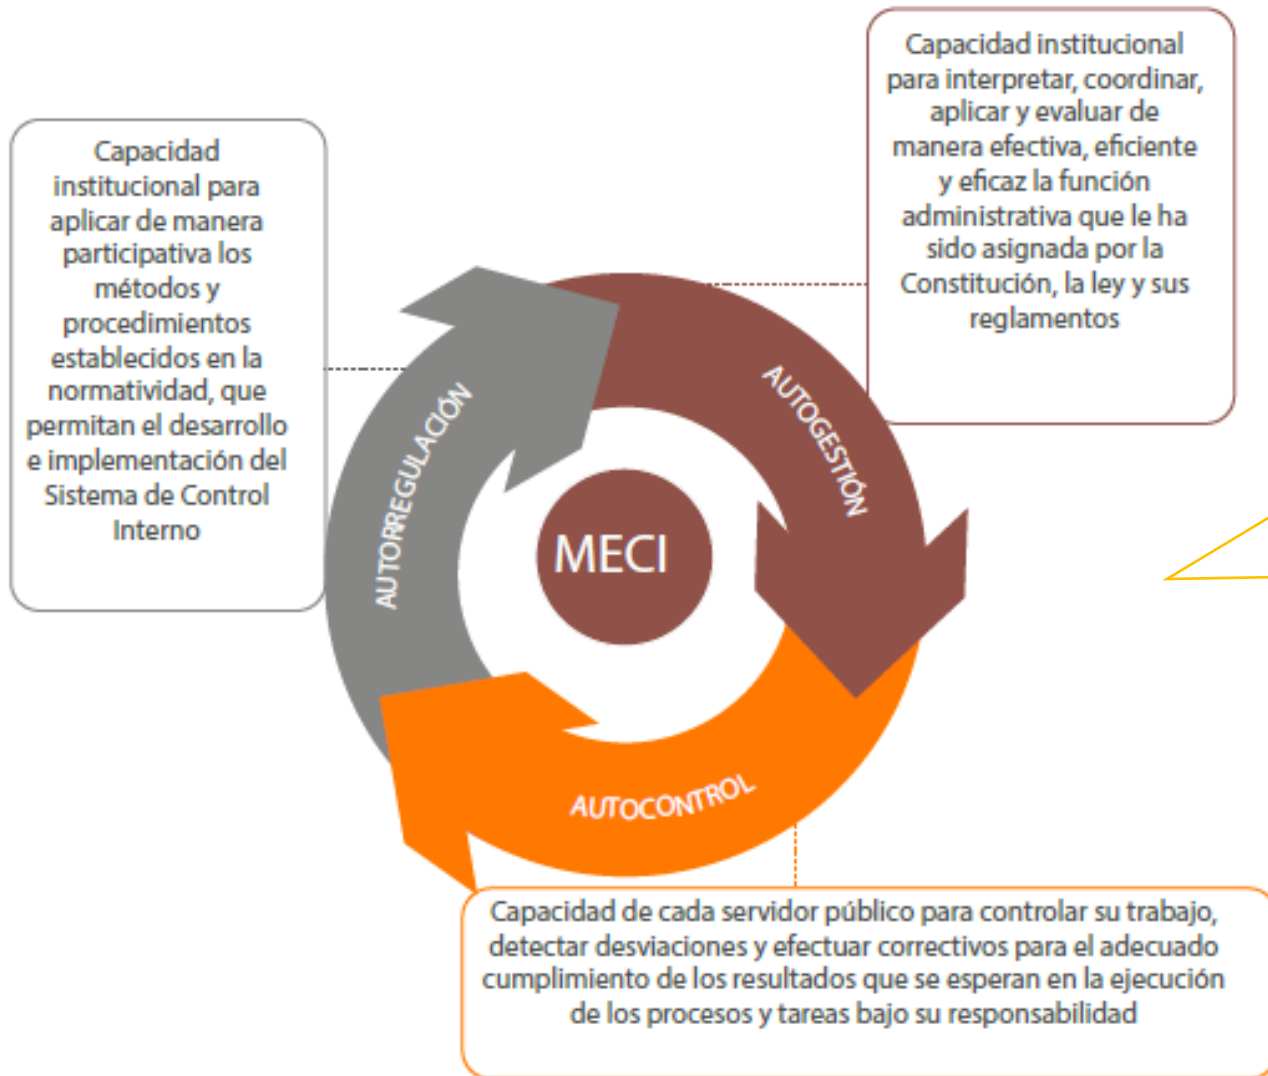 Capacidad institucional
para interpretar, coordinar,
aplicar y evaluar de
manera efectiva, eficiente
y eficaz la función
administrativa que le ha
sido asignada por la
Constitución, la ley y sus
reglamentos
Capacidad
institucional para
aplicar de manera
participativa los
métodos y
procedimientos
establecidos en la
normatividad, que
permitan el desarrollo
e implementación del
Sistema de Control
Interno
AUTORREGULACIÓN
AUTOGESTIÓN
MECI
AUTOCONTROL
Capacidad de cada servidor público para controlar su trabajo,
detectar desviaciones y efectuar correctivos para el adecuado
cumplimiento de los resultados que se esperan en la ejecución
de los procesos y tareas bajo su responsabilidad